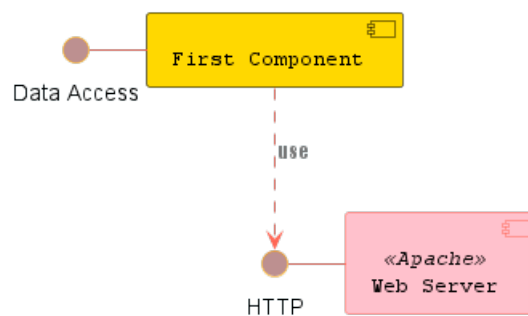 First Component
Data Access
use
«Apache»
Web Server
HTTP